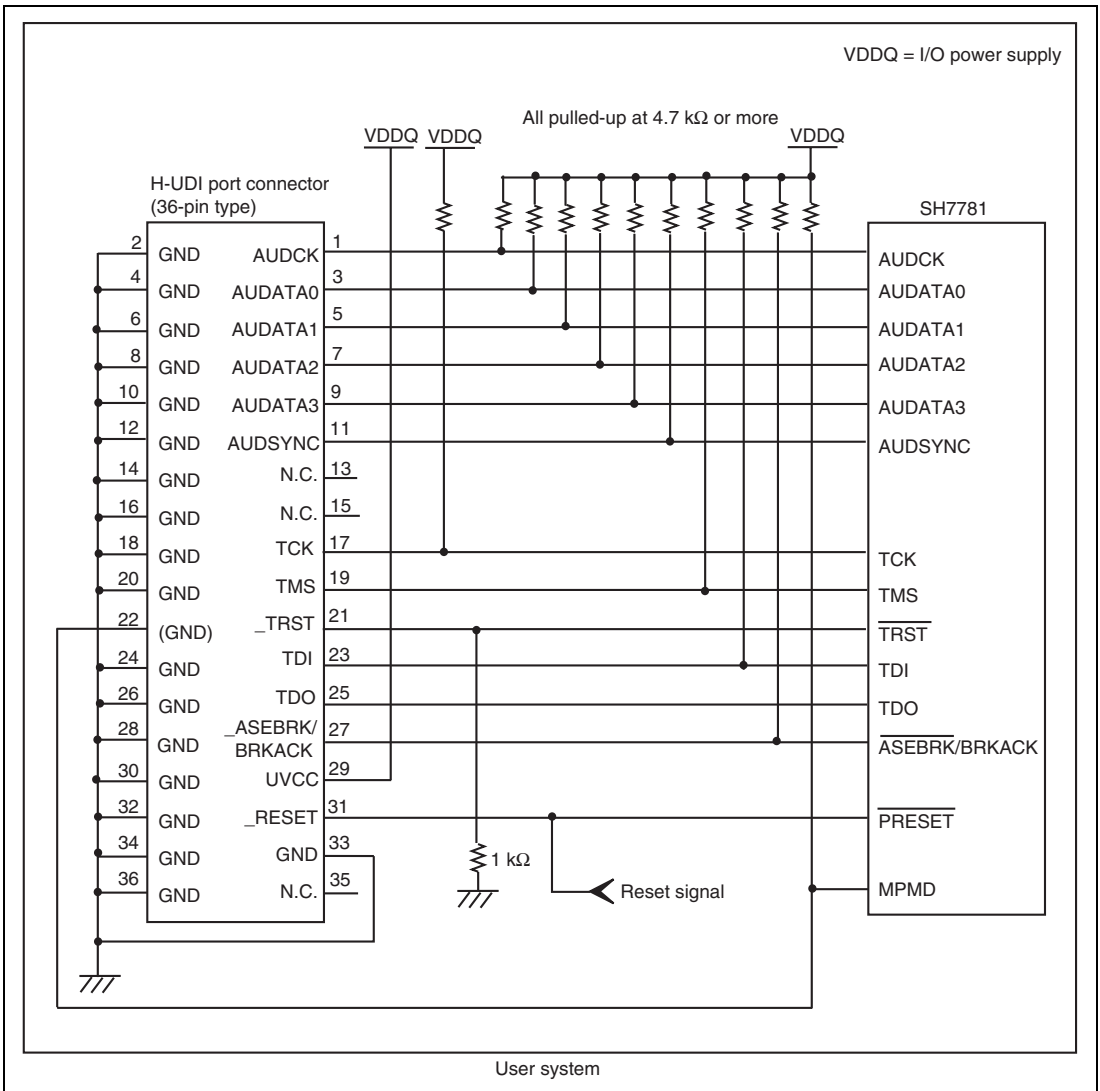 VDDQ = I/O power supply
All pulled-up at 4.7 kΩ or more
VDDQ VDDQ VDDQ
H-UDI port connector
(36-pin type)
SH7781
2 GND AUDCK 1 AUDCK
4 GND AUDATA0 3 AUDATA0
6 GND AUDATA1 5 AUDATA1
8 GND AUDATA2 7 AUDATA2
10 GND AUDATA3 9 AUDATA3
12 GND AUDSYNC 11 AUDSYNC
14 GND N.C. 13
16 GND N.C. 15
18 GND TCK 17 TCK
20 GND TMS 19 TMS
22 (GND) _TRST 21 TRST
24 GND TDI 23 TDI
26 GND TDO 25 TDO
28 GND _ASEBRK/
BRKACK 27 ASEBRK/BRKACK
30 GND UVCC 29
32 GND _RESET 31 PRESET
34 GND GND 33
1 kΩ
36 GND N.C. 35
Reset signal
MPMD
User system